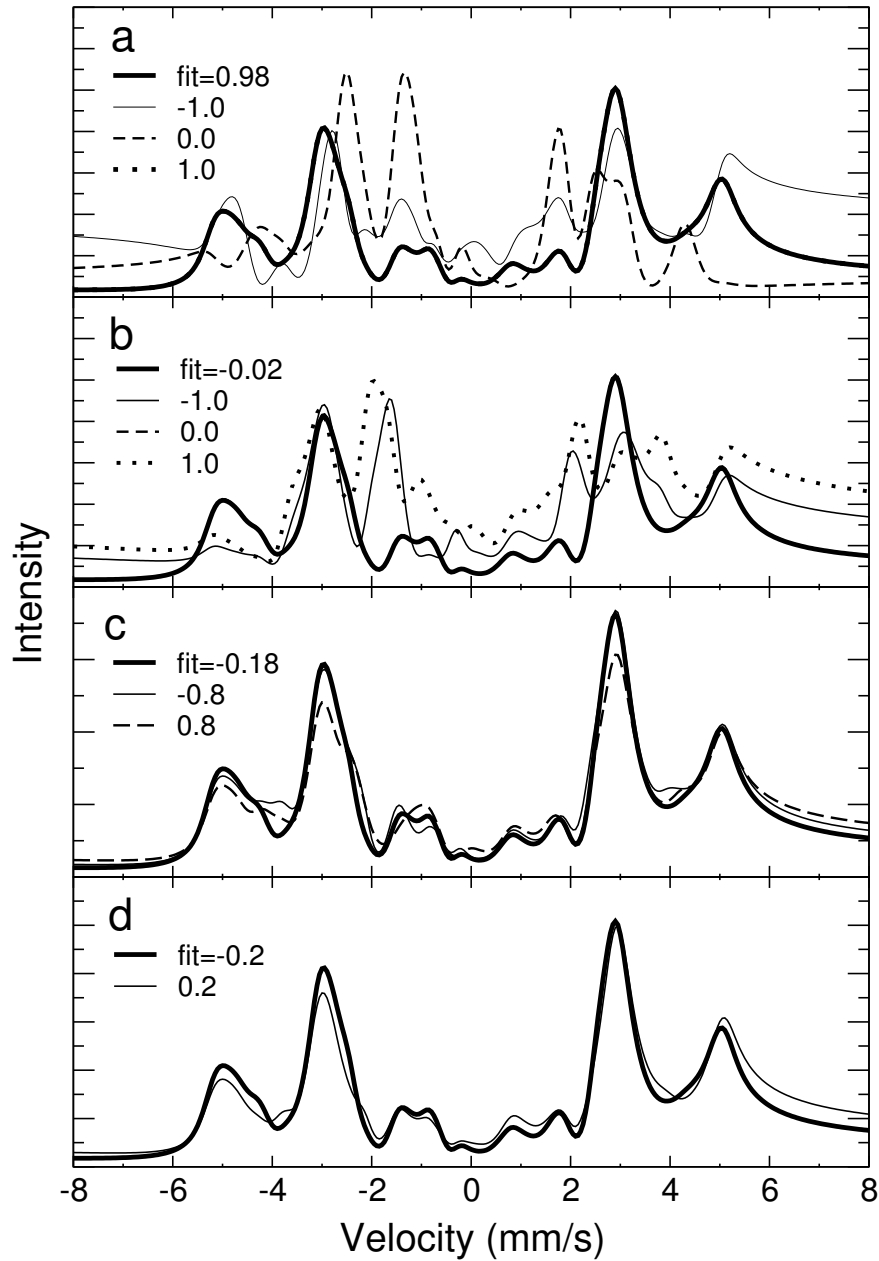 a
fit=0.98
-1.0
0.0
1.0
b
fit=-0.02
-1.0
0.0
1.0
c
fit=-0.18
-0.8
0.8
d
fit=-0.2
0.2
Intensity
-8 -6 -4 -2 0 2 4 6 8
Velocity (mm/s)